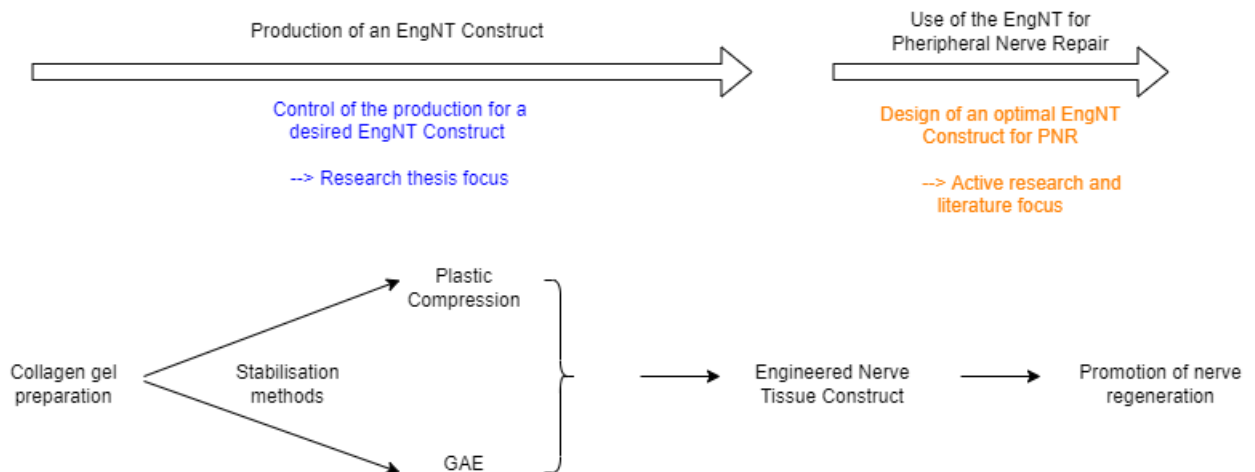 Production of an EngNT Construct
Use of the EngNT for
Pheripheral Nerve Repair
Control of the production for a
desired EngNT Construct
--> Research thesis focus
Design of an optimal EngNT
Construct for PNR
--> Active research and
literature focus
Plastic
Compression
Collagen gel
preparation
Stabilisation
methods
Engineered Nerve
Tissue Construct
Promotion of nerve
regeneration
GAE